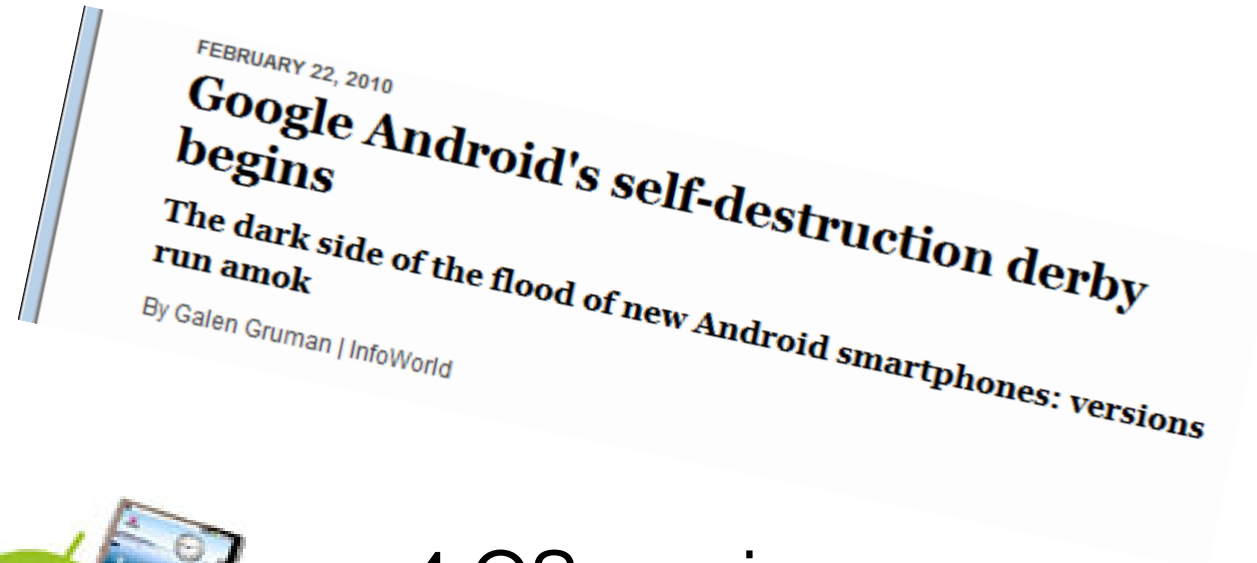 FEBRUARY 22, 2010
Google Android's self-destruction derby
begins
The dark side of the flood of new Android smartphones: versions
run amok
By Galen Gruman | InfoWorld